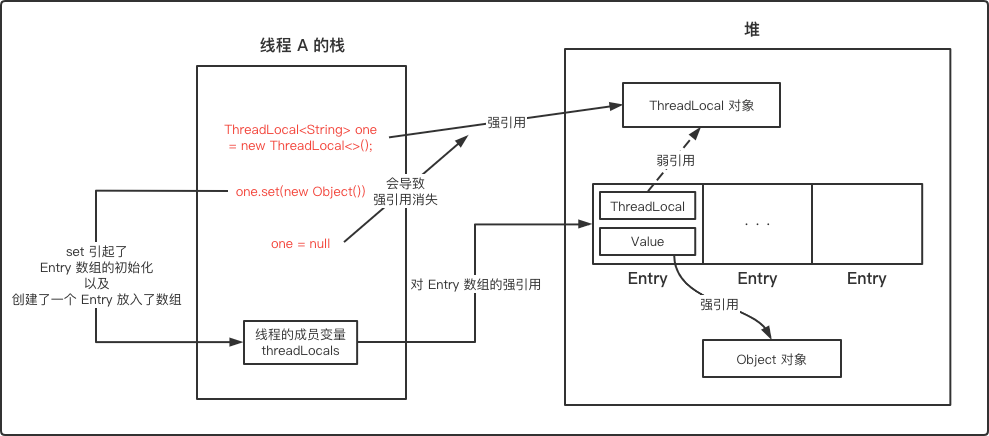 线程 A 的栈
堆
ThreadLocal<String> one
= new ThreadLocal<>();
强引用
ThreadLocal 对象
弱引用
one.set(new Object())
会导致
强引用消失
ThreadLocal
Value
. . .
one = null
set 引起了
Entry 数组的初始化
以及
创建了一个 Entry 放入了数组
对 Entry 数组的强引用
Entry
Entry
Entry
强引用
线程的成员变量
threadLocals
Object 对象